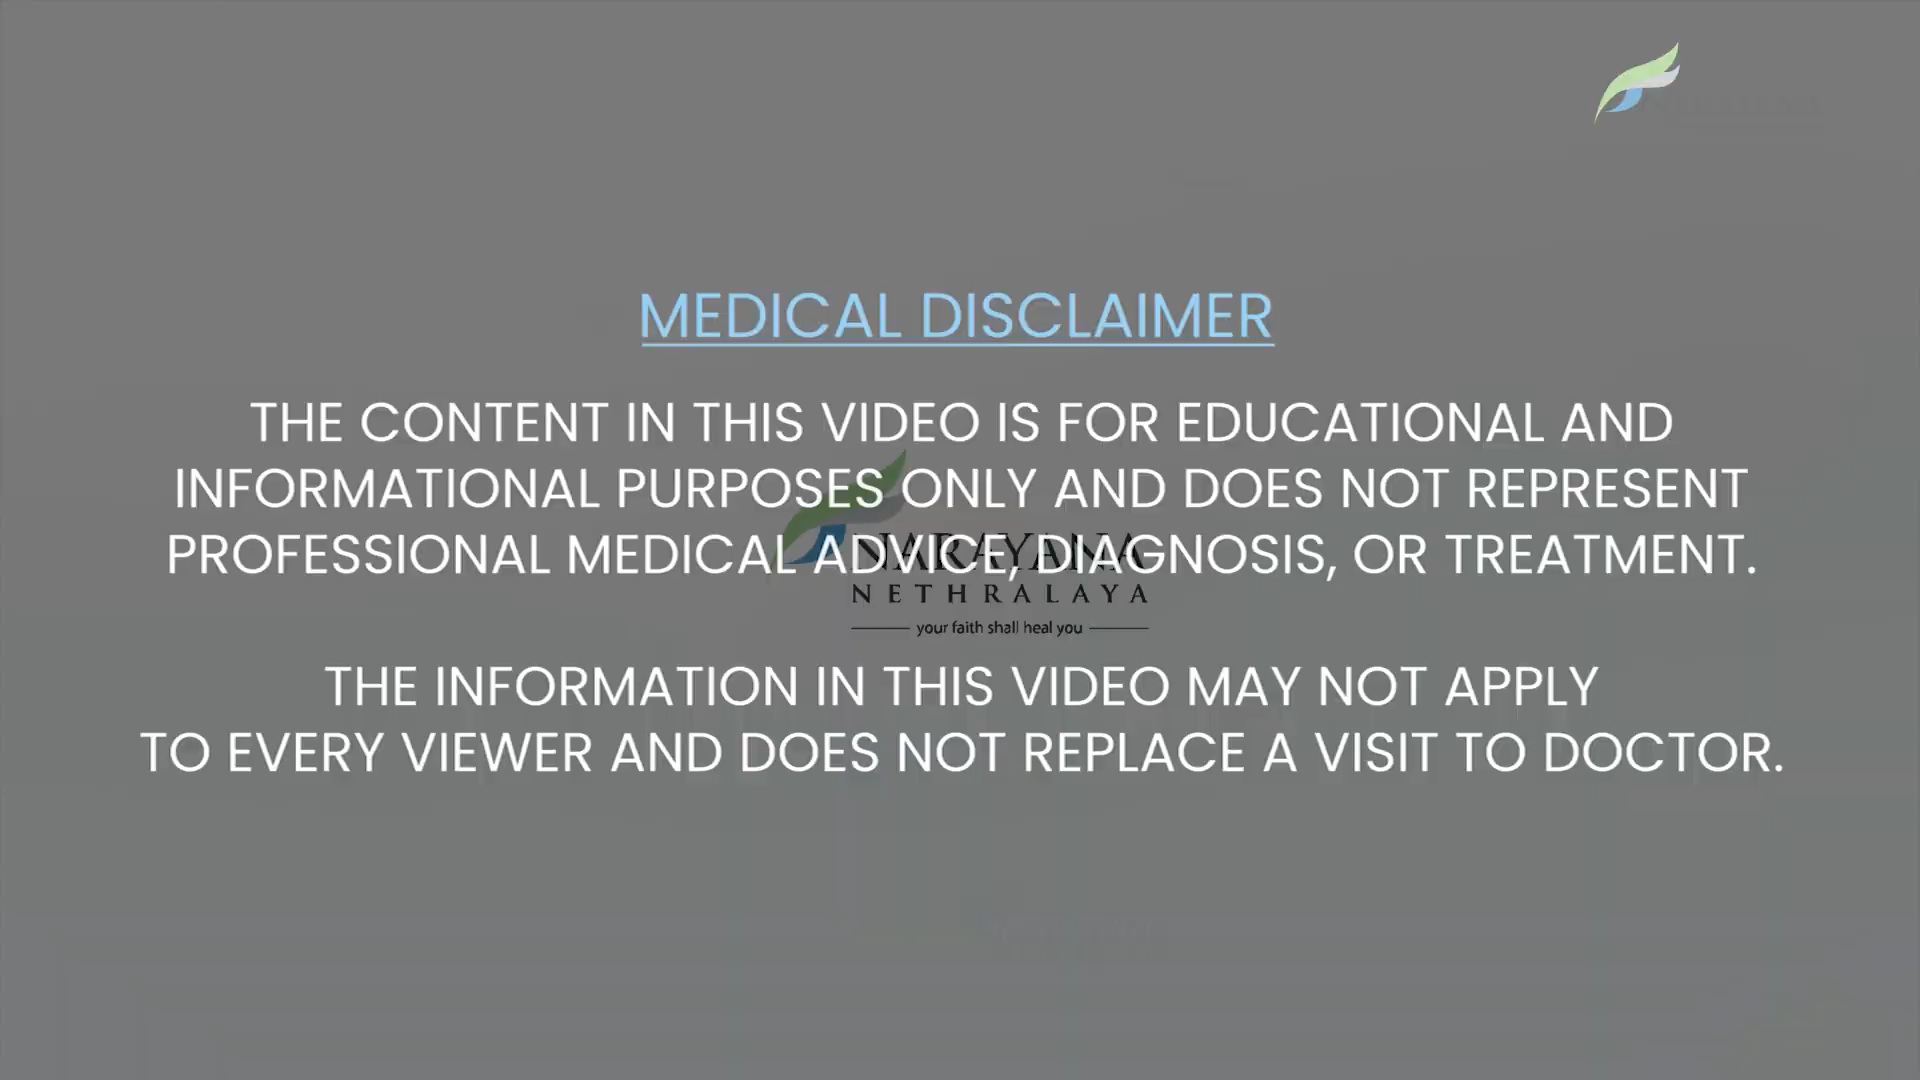 MEDICAL DISCLAIMER
THE CONTENT IN THIS VIDEO IS FOR EDUCATIONAL AND
INFORMATIONAL PURPOSES ONLY AND DOES NOT REPRESENT
PROFESSIONAL MEDICAL ADVICE, DIAGNOSIS, OR TREATMENT.
NARAYANA
NETHRALAYA
your faith shall heal you
THE INFORMATION IN THIS VIDEO MAY NOT APPLY
TO EVERY VIEWER AND DOES NOT REPLACE A VISIT TO DOCTOR.